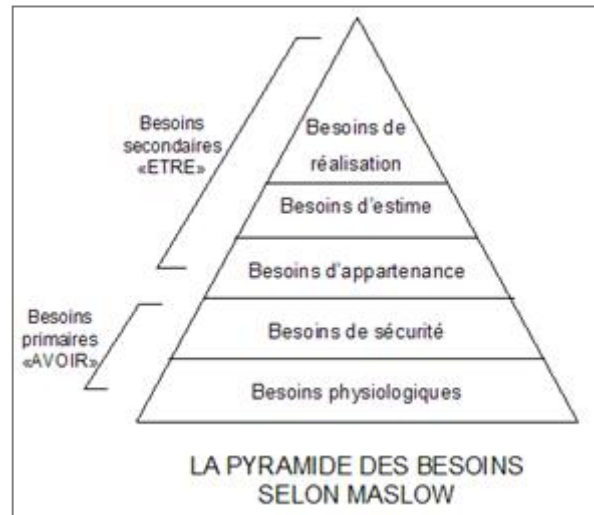 Besoins
secondaires
«ETRE»
Besoins de
réalisation
Besoins d'estime
Besoins d'appartenance
Besoins
primaires
«AVOIR»
Besoins de sécurité
Besoins physiologiques
LA PYRAMIDE DES BESOINS
SELON MASLOW